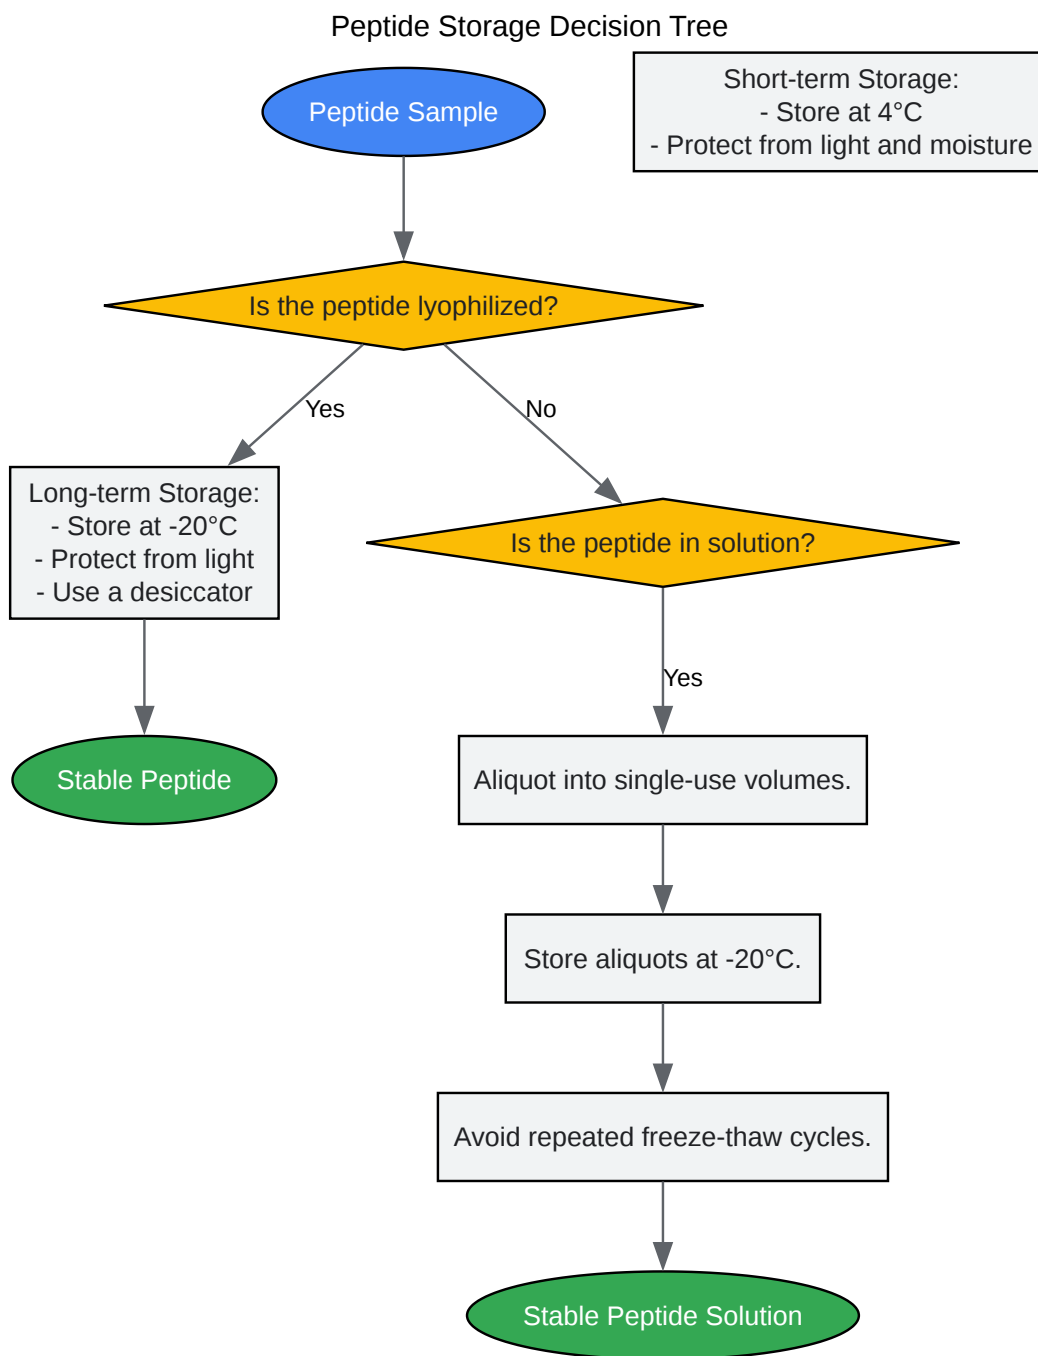 Peptide Storage Decision Tree
Peptide Sample
Short-term Storage:
- Store at 4°C
- Protect from light and moisture
Is the peptide lyophilized?
Yes
No
Long-term Storage:
- Store at -20°C
- Protect from light
- Use a desiccator
Is the peptide in solution?
Yes
Stable Peptide
Aliquot into single-use volumes.
Store aliquots at -20°C.
Avoid repeated freeze-thaw cycles.
Stable Peptide Solution